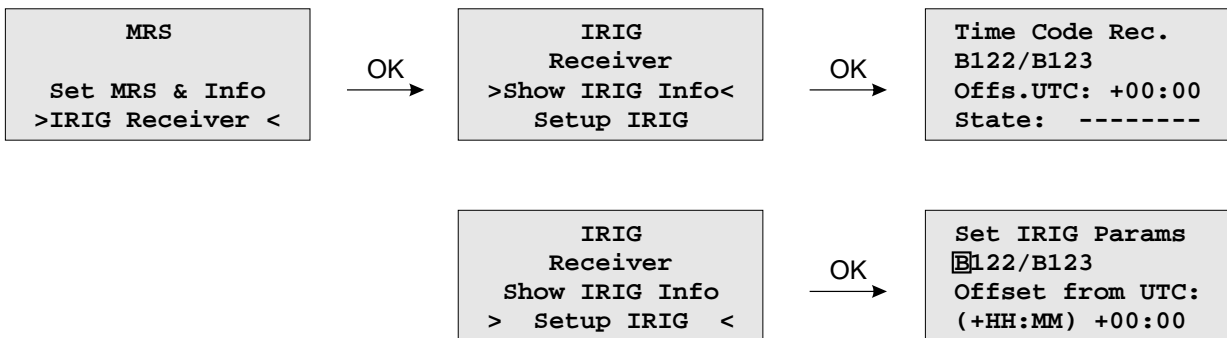 MRS
Set MRS & Info
>IRIG Receiver <
OK
IRIG
Receiver
>Show IRIG Info<
Setup IRIG
OK
Time Code Rec.
B122/B123
Offs.UTC: +00:00
State: --------
IRIG
Receiver
Show IRIG Info
> Setup IRIG <
OK
Set IRIG Params
B122/B123
Offset from UTC:
(+HH:MM) +00:00